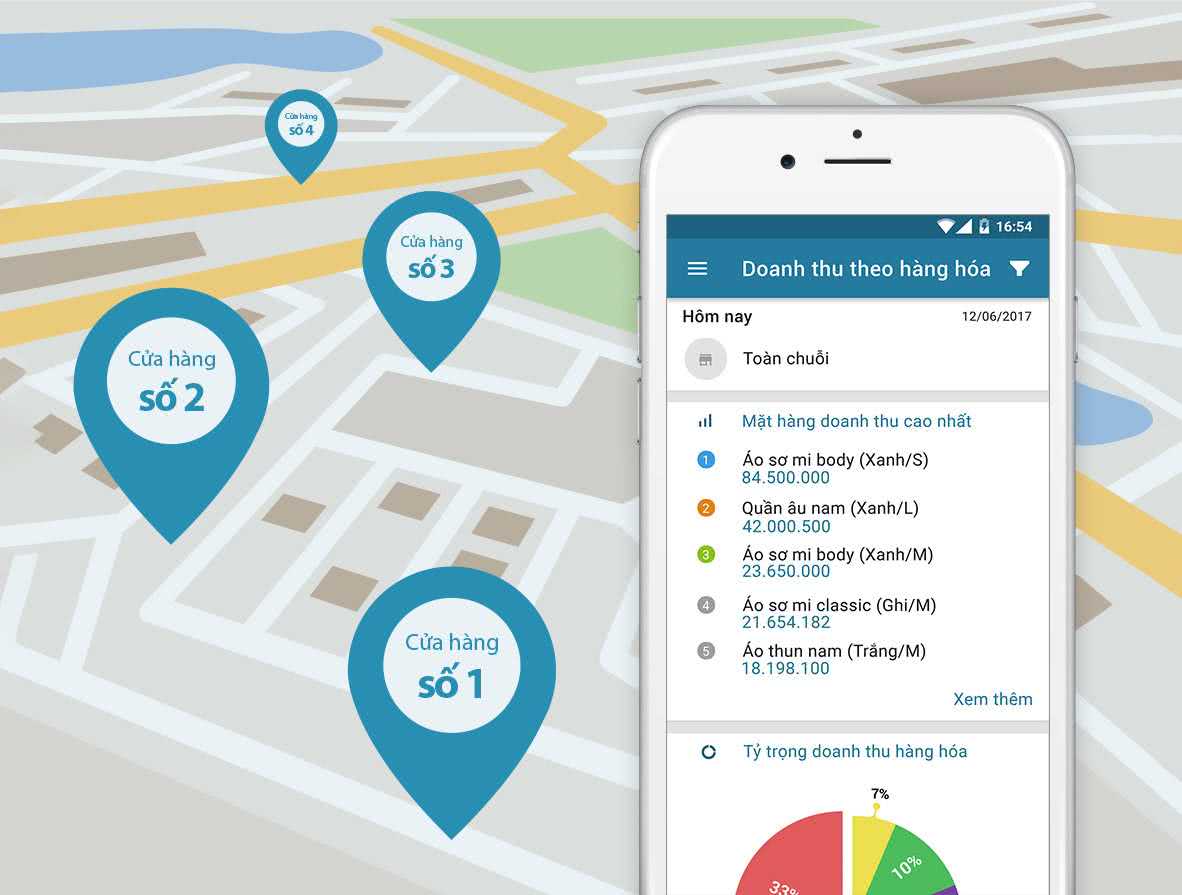 Cửa hàng
số 4
Cửa hàng
số 3
Cửa hàng
số 2
Cửa hàng
số 1
16:54
Doanh thu theo hàng hóa
Hôm nay 12/06/2017
Toàn chuỗi
Mặt hàng doanh thu cao nhất
1 Áo sơ mi body (Xanh/S)
84.500.000
2 Quần âu nam (Xanh/L)
42.000.500
3 Áo sơ mi body (Xanh/M)
23.650.000
4 Áo sơ mi classic (Ghi/M)
21.654.182
5 Áo thun nam (Trắng/M)
18.198.100
Xem thêm
Tỷ trọng doanh thu hàng hóa
7%
10%
33%